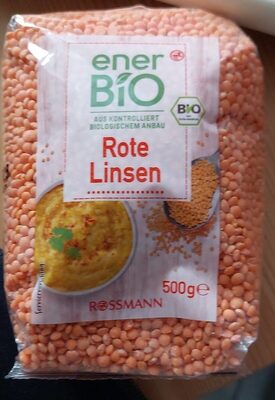 ener
BiO
AUS KONTROLLIERT
BIOLOGISCHEM ANBAU
BIO
Rote
Linsen
500g℮
ROSSMANN